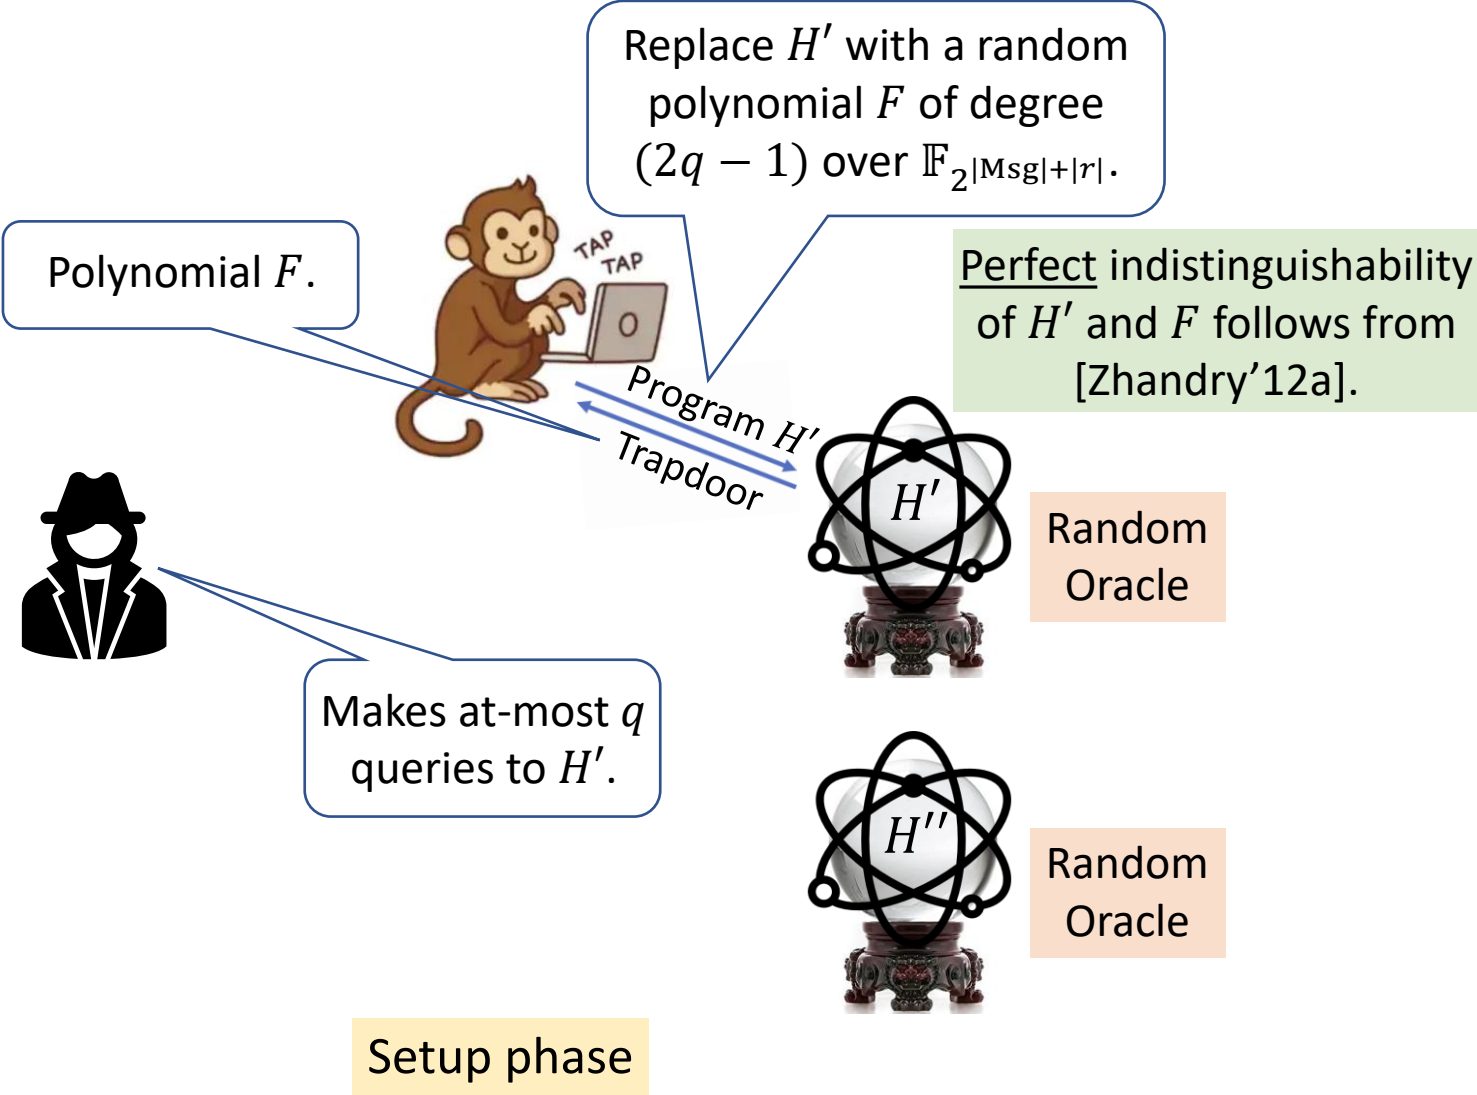 Replace 𝐻′ with a random
polynomial 𝐹 of degree
(2𝑞 − 1) over 𝔽_{2^{|Msg|+|𝑟|}}.
Polynomial 𝐹.
TAP
TAP
Perfect indistinguishability
of 𝐻′ and 𝐹 follows from
[Zhandry’12a].
Program 𝐻′
Trapdoor
𝐻′
Random
Oracle
Makes at-most 𝑞
queries to 𝐻′.
𝐻′′
Random
Oracle
Setup phase